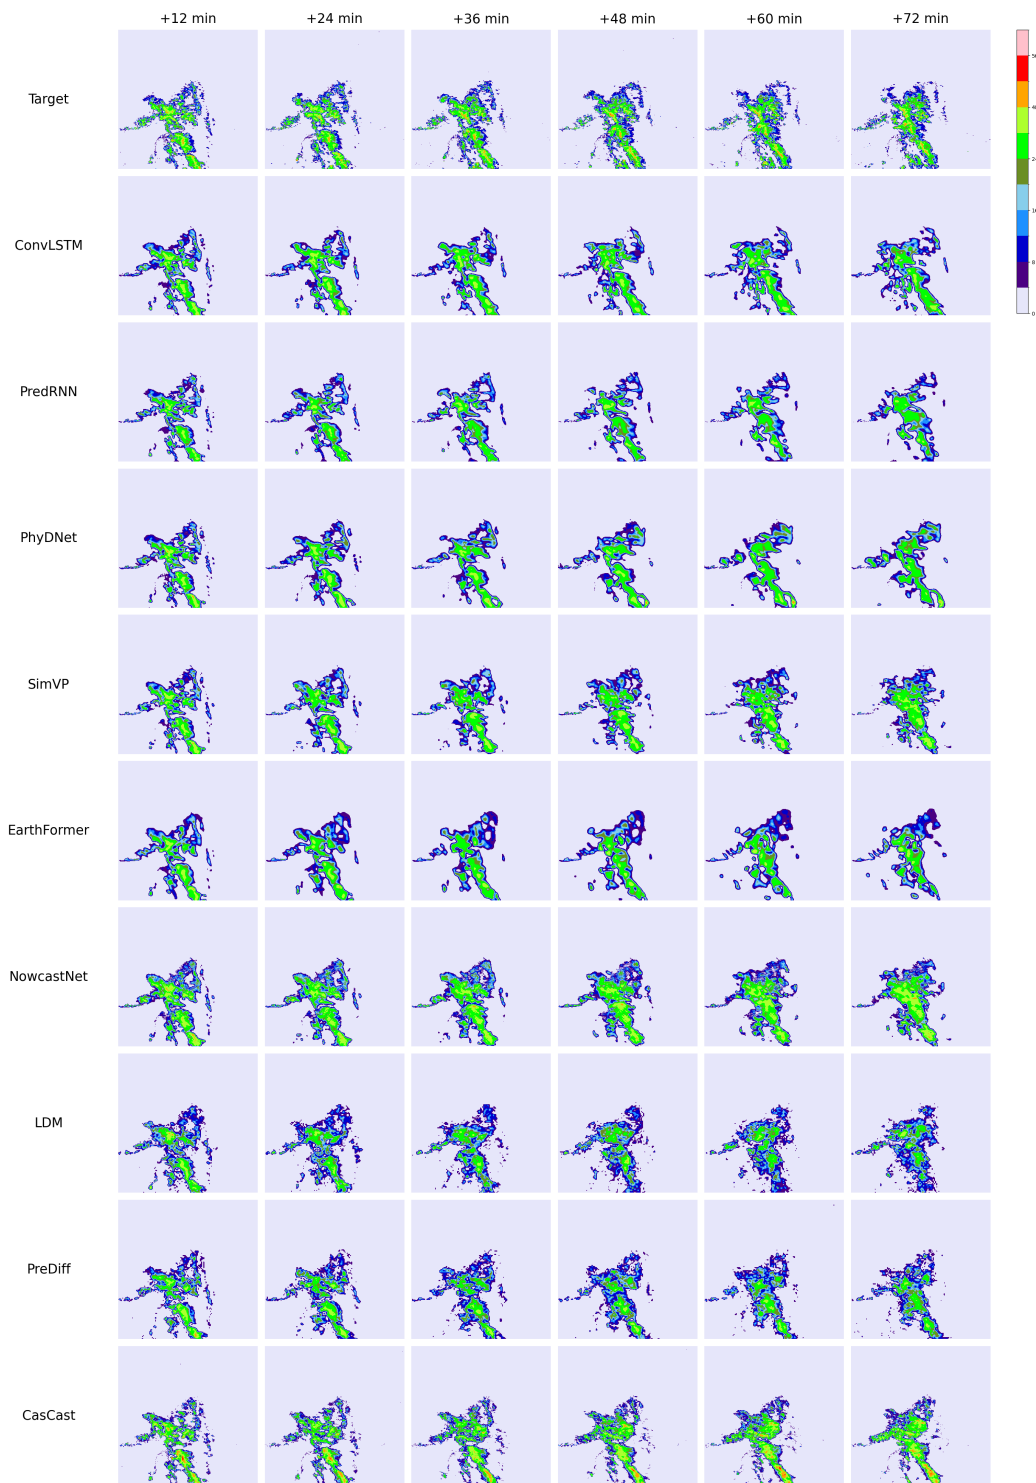 +12 min +24 min +36 min +48 min +60 min +72 min
Target
ConvLSTM
PredRNN
PhyDNet
SimVP
EarthFormer
NowcastNet
LDM
PreDiff
CasCast